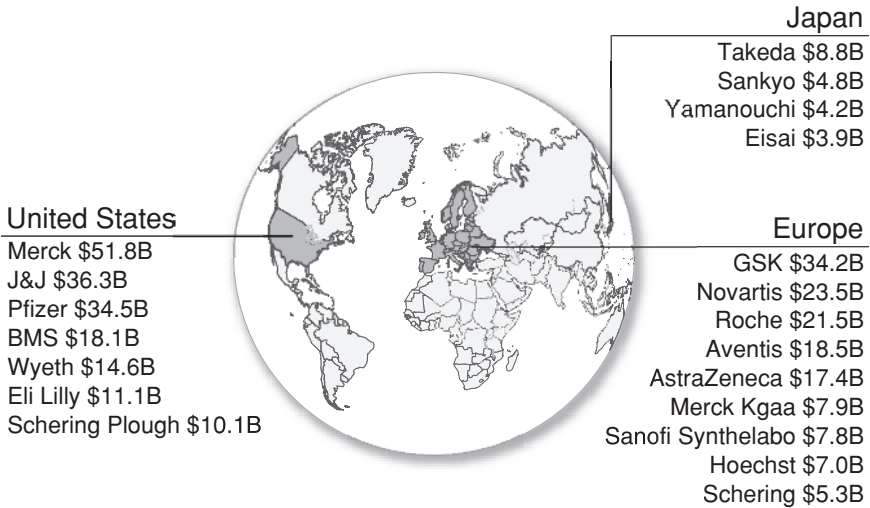 Japan
Takeda $8.8B
Sankyo $4.8B
Yamanouchi $4.2B
Eisai $3.9B
United States
Merck $51.8B
J&J $36.3B
Pfizer $34.5B
BMS $18.1B
Wyeth $14.6B
Eli Lilly $11.1B
Schering Plough $10.1B
Europe
GSK $34.2B
Novartis $23.5B
Roche $21.5B
Aventis $18.5B
AstraZeneca $17.4B
Merck Kgaa $7.9B
Sanofi Synthelabo $7.8B
Hoechst $7.0B
Schering $5.3B